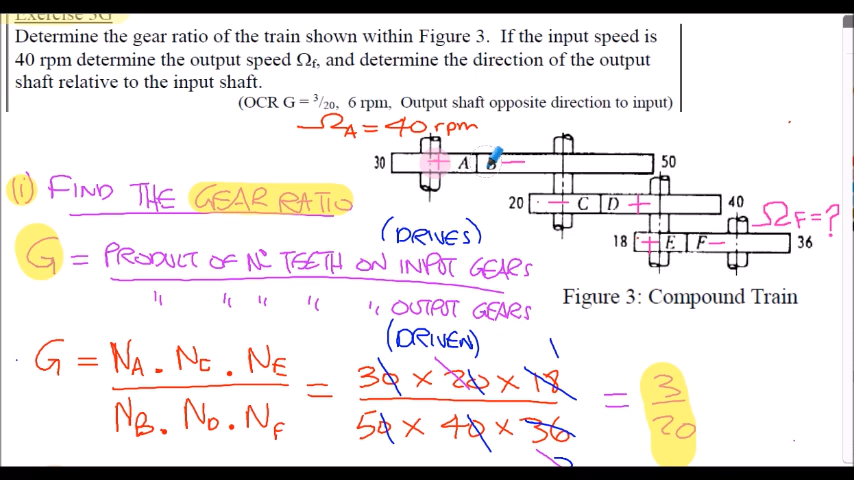 Exercise 3G
Determine the gear ratio of the train shown within Figure 3. If the input speed is
40 rpm determine the output speed Ωf, and determine the direction of the output
shaft relative to the input shaft.
(OCR G = 3/20, 6 rpm, Output shaft opposite direction to input)
ΩA = 40 rpm
30 + A B − 50
20 − C D + 40
ΩF = ?
18 + E F − 36
Figure 3: Compound Train
(i) FIND THE GEAR RATIO
(DRIVES)
G = PRODUCT OF Nº TEETH ON INPUT GEARS
" " " " " OUTPUT GEARS
(DRIVEN)
G = NA . NC . NE / NB . ND . NF = 30 × 20 × 18 / 50 × 40 × 36 = 3/20
1
2